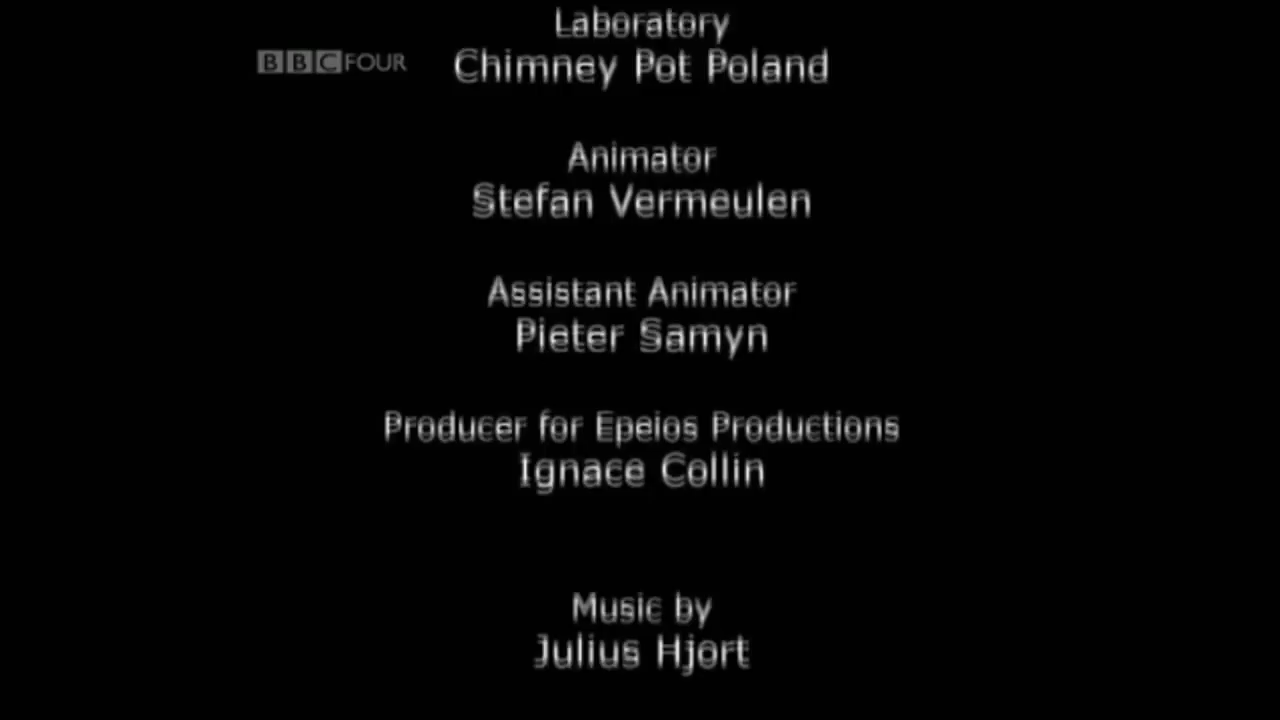 Laboratory
BBC FOUR
Chimney Pot Poland
Animator
Stefan Vermeulen
Assistant Animator
Pieter Samyn
Producer for Epeios Productions
Ignace Collin
Music by
Julius Hjort